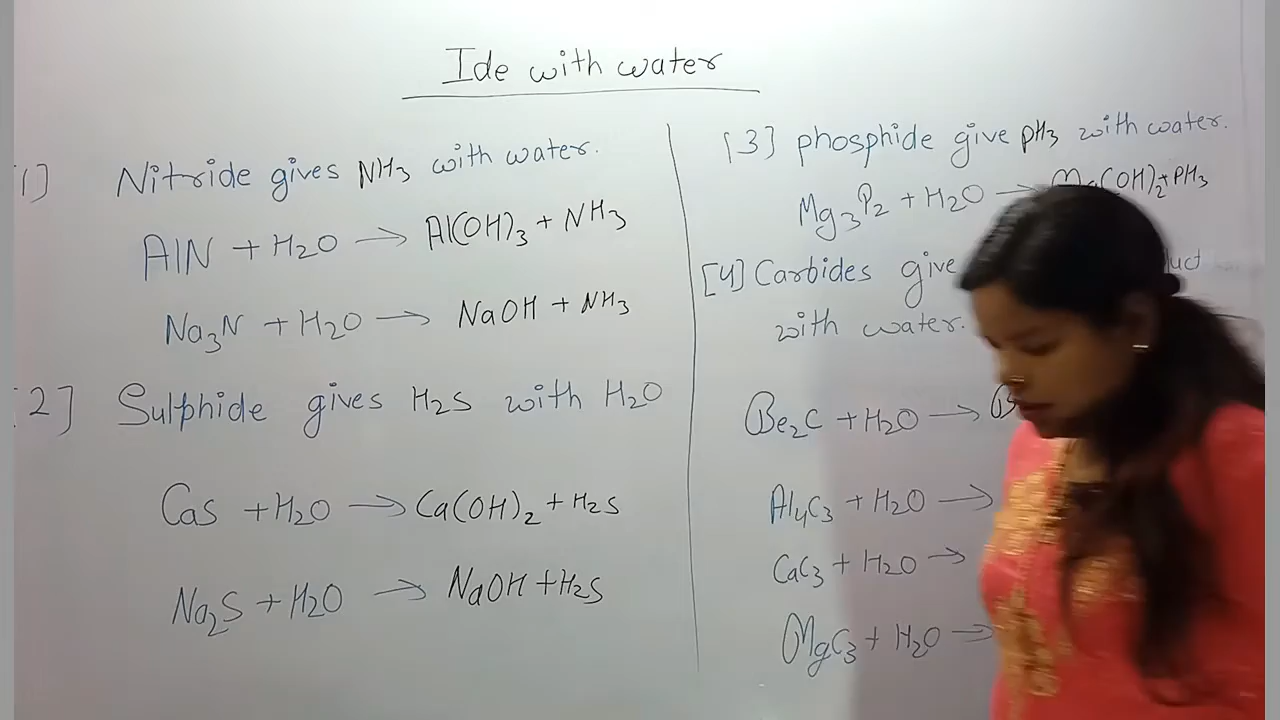 Ide with water
1] Nitride gives NH3 with water.
AlN + H2O → Al(OH)3 + NH3
Na3N + H2O → NaOH + NH3
2] Sulphide gives H2S with H2O
CaS + H2O → Ca(OH)2 + H2S
Na2S + H2O → NaOH + H2S
[3] phosphide give PH3 with water.
Mg3P2 + H2O → Mg(OH)2 + PH3
[4] Carbides give
with water.
Be2C + H2O →
Al4C3 + H2O →
CaC3 + H2O →
MgC3 + H2O →